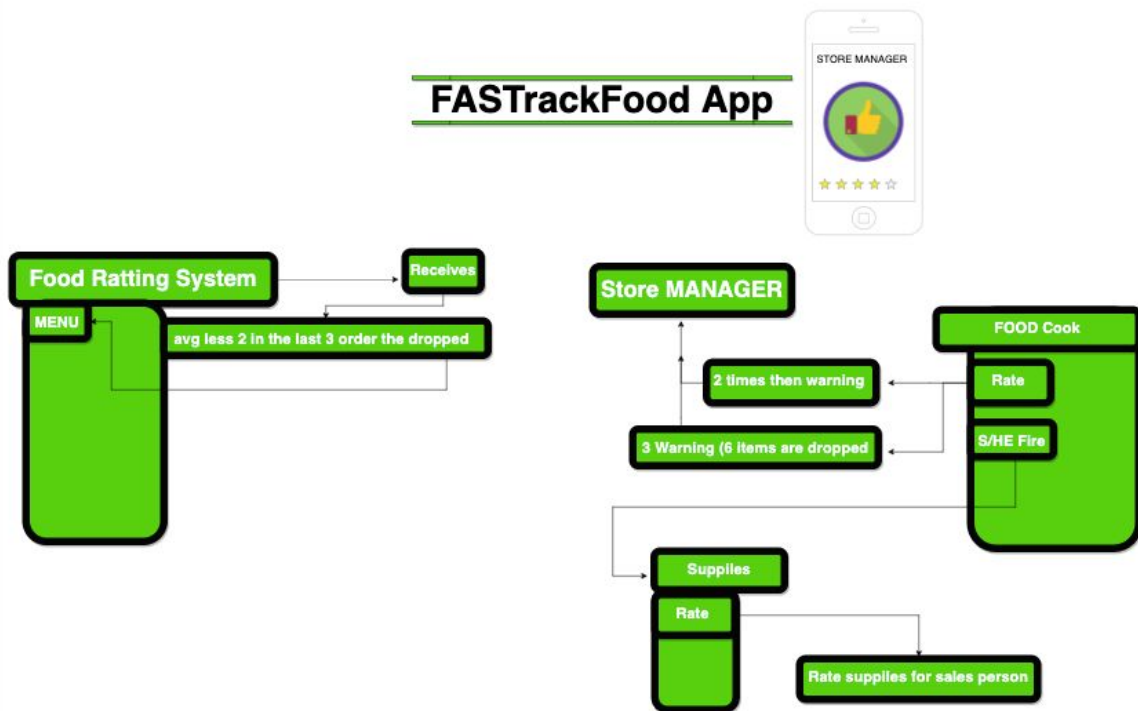 STORE MANAGER
FASTrackFood App
Food Ratting System
Receives
MENU
avg less 2 in the last 3 order the dropped
Store MANAGER
FOOD Cook
2 times then warning
Rate
3 Warning (6 items are dropped
S/HE Fire
Suppiles
Rate
Rate supplies for sales person